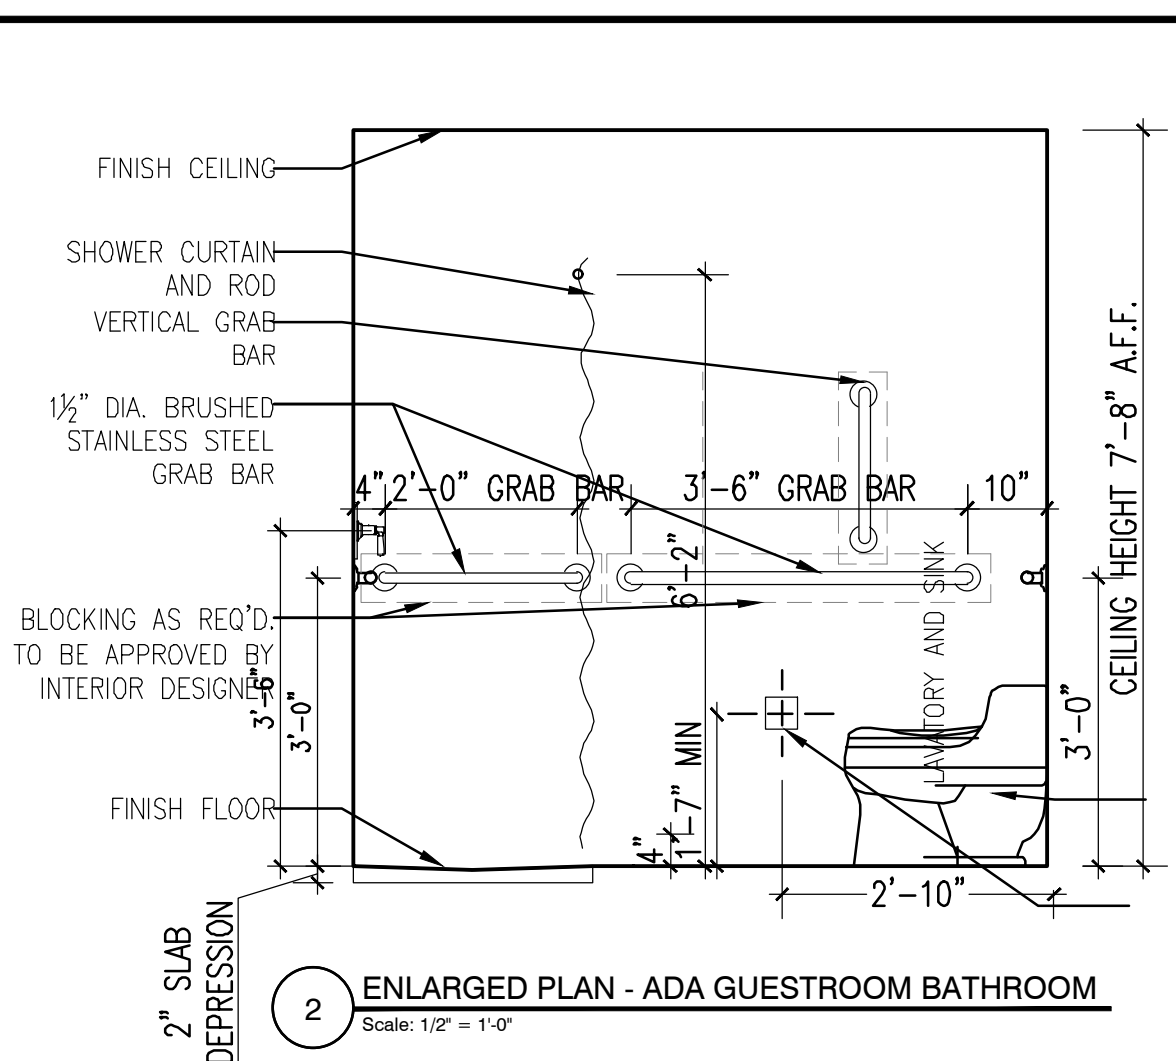 FINISH CEILING
SHOWER CURTAIN
AND ROD
VERTICAL GRAB
BAR
1½" DIA. BRUSHED
STAINLESS STEEL
GRAB BAR
4" 2'-0" GRAB BAR 3'-6" GRAB BAR 10"
BLOCKING AS REQ'D.
TO BE APPROVED BY
INTERIOR DESIGNER
3'-6"
3'-0"
6'-2"
LAVATORY AND SINK
CEILING HEIGHT 7'-8" A.F.F.
3'-0"
FINISH FLOOR
4"
1'-7" MIN
2'-10"
2" SLAB
DEPRESSION
2
ENLARGED PLAN - ADA GUESTROOM BATHROOM
Scale: 1/2" = 1'-0"